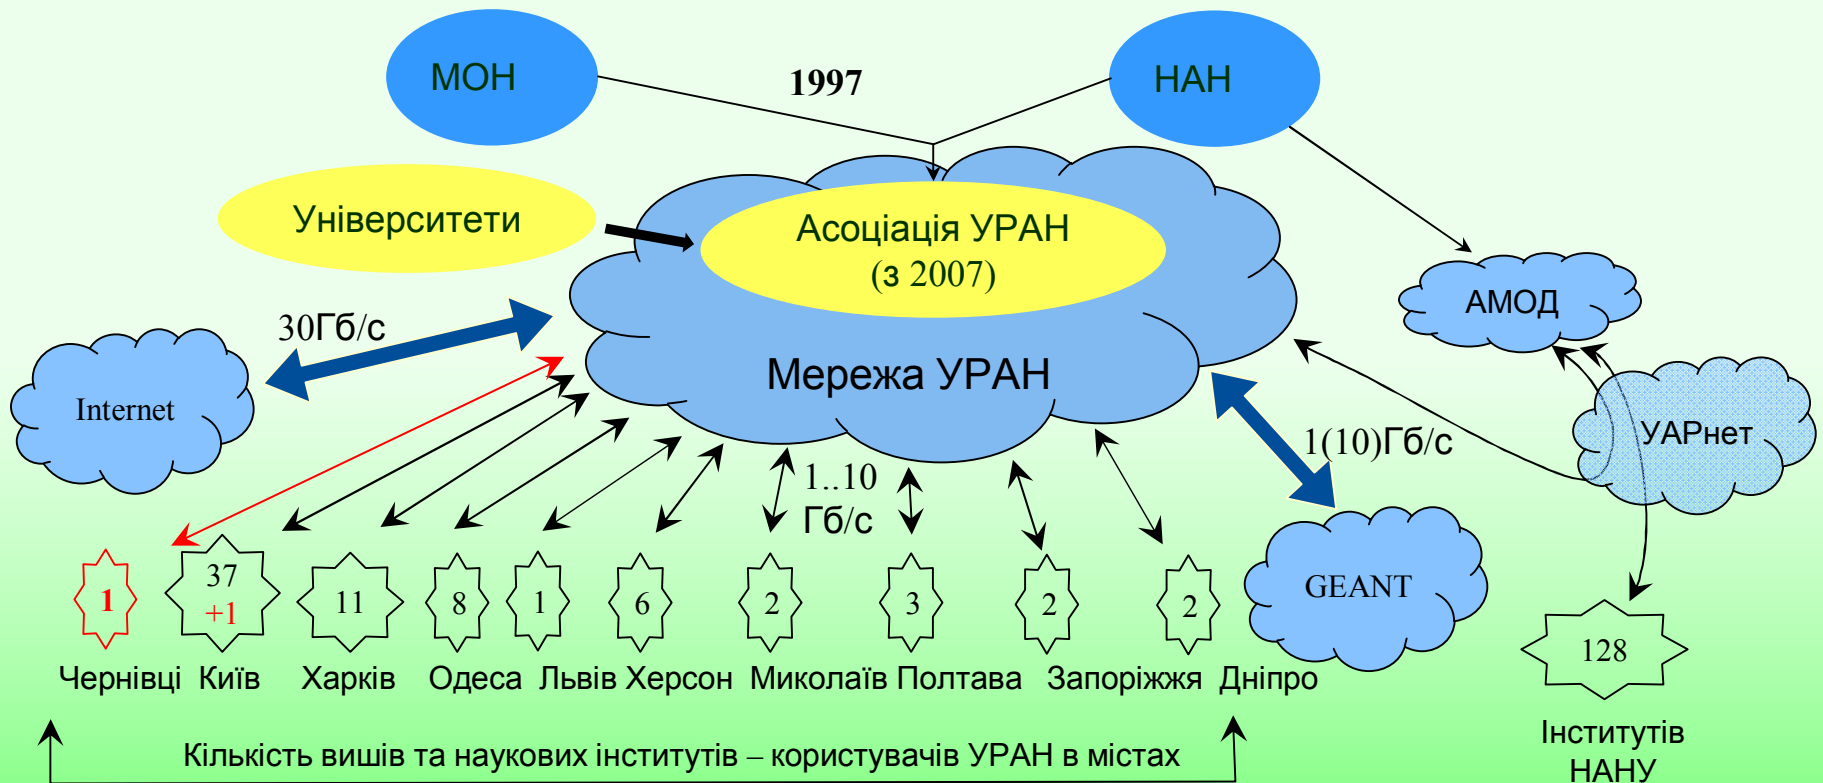 МОН
1997
НАН
Університети
Асоціація УРАН
(з 2007)
АМОД
30Гб/с
Мережа УРАН
Internet
УАРнет
1(10)Гб/с
1..10
Гб/с
GEANT
1
37
+1
11
8
1
6
2
3
2
2
128
Чернівці Київ Харків Одеса Львів Херсон Миколаїв Полтава Запоріжжя Дніпро
Інститутів
НАНУ
Кількість вишів та наукових інститутів – користувачів УРАН в містах